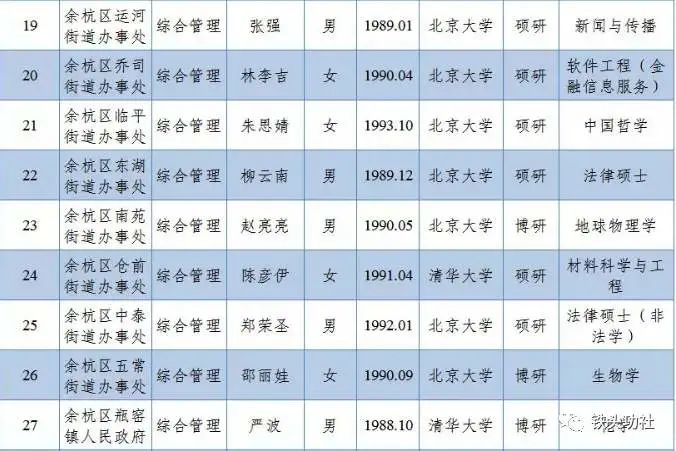 19 余杭区运河街道办事处 综合管理 张强 男 1989.01 北京大学 硕研 新闻与传播
20 余杭区乔司街道办事处 综合管理 林李吉 女 1990.04 北京大学 硕研 软件工程（金融信息服务）
21 余杭区临平街道办事处 综合管理 朱恩婧 女 1993.10 北京大学 硕研 中国哲学
22 余杭区东湖街道办事处 综合管理 柳云南 男 1989.12 北京大学 硕研 法律硕士
23 余杭区南苑街道办事处 综合管理 赵亮亮 男 1990.05 北京大学 博研 地球物理学
24 余杭区仓前街道办事处 综合管理 陈彦伊 女 1991.04 清华大学 硕研 材料科学与工程
25 余杭区中泰街道办事处 综合管理 郑荣圣 男 1992.01 北京大学 硕研 法律硕士（非法学）
26 余杭区五常街道办事处 综合管理 邵丽娃 女 1990.09 北京大学 博研 生物学
27 余杭区瓶窑镇人民政府 综合管理 严波 男 1988.10 清华大学 博研
铁头功社